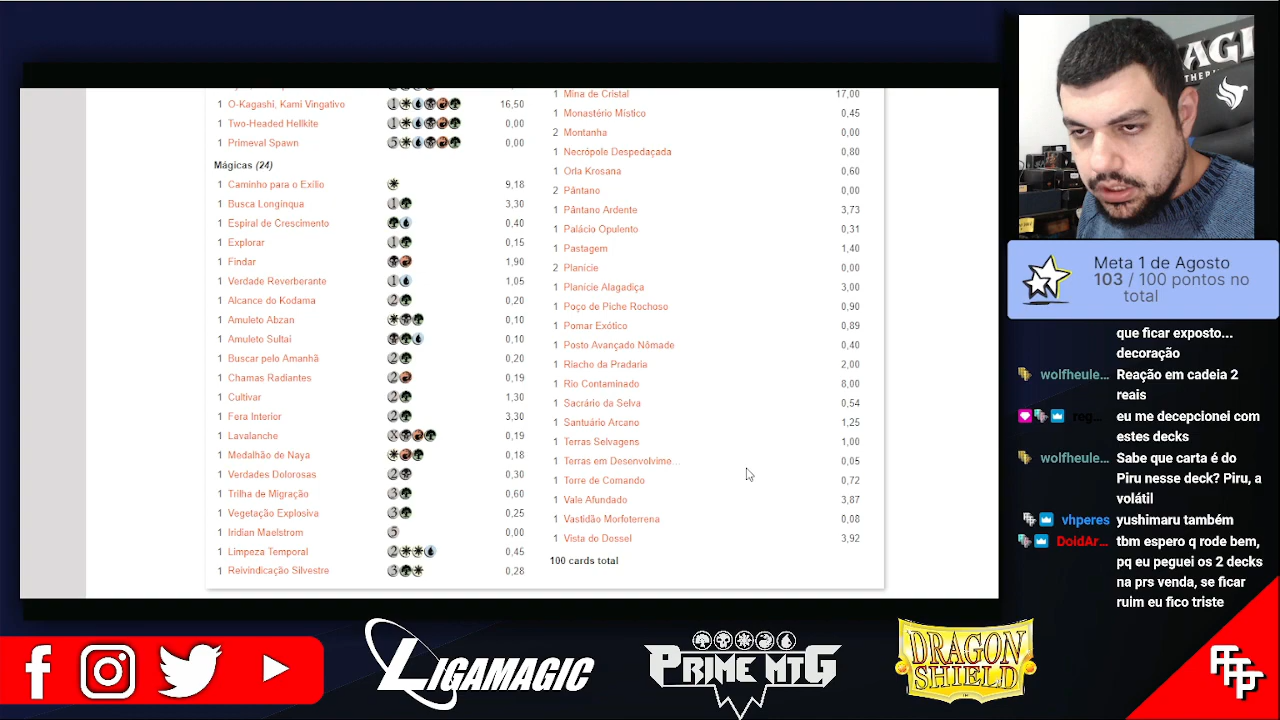 1 O-Kagashi, Kami Vingativo 16,50
1 Two-Headed Hellkite 0,00
1 Primeval Spawn 0,00
Mágicas (24)
1 Caminho para o Exílio 9,18
1 Busca Longínqua 3,30
1 Espiral de Crescimento 0,40
1 Explorar 0,15
1 Findar 1,90
1 Verdade Reverberante 1,05
1 Alcance do Kodama 0,20
1 Amuleto Abzan 0,10
1 Amuleto Sultai 0,10
1 Buscar pelo Amanhã 0,20
1 Chamas Radiantes 0,19
1 Cultivar 1,30
1 Fera Interior 3,30
1 Lavalanche 0,19
1 Medalhão de Naya 0,18
1 Verdades Dolorosas 0,30
1 Trilha de Migração 0,60
1 Vegetação Explosiva 0,25
1 Iridian Maelstrom 0,00
1 Limpeza Temporal 0,45
1 Reivindicação Silvestre 0,28
1 Mina de Cristal 17,00
1 Monastério Místico 0,45
2 Montanha 0,00
1 Necrópole Despedaçada 0,80
1 Orla Krosana 0,60
2 Pântano 0,00
1 Pântano Ardente 3,73
1 Palácio Opulento 0,31
1 Pastagem 1,40
2 Planície 0,00
1 Planície Alagadiça 3,00
1 Poço de Piche Rochoso 0,90
1 Pomar Exótico 0,89
1 Posto Avançado Nômade 0,40
1 Riacho da Pradaria 2,00
1 Rio Contaminado 8,00
1 Sacrário da Selva 0,54
1 Santuário Arcano 1,25
1 Terras Selvagens 1,00
1 Terras em Desenvolvime... 0,05
1 Torre de Comando 0,72
1 Vale Afundado 3,87
1 Vastidão Morfoterrena 0,08
1 Vista do Dossel 3,92
100 cards total
Meta 1 de Agosto
103 / 100 pontos no
total
que ficar exposto...
decoração
wolfheule... Reação em cadeia 2
reais
reg... eu me decepcionei com
estes decks
wolfheule... Sabe que carta é do
Piru nesse deck? Piru, a
volátil
vhperes yushimaru também
DoidAr... tbm espero q rode bem,
pq eu peguei os 2 decks
na prs venda, se ficar
ruim eu fico triste
LIGAMAGIC
PRIME MTG
DRAGON
SHIELD